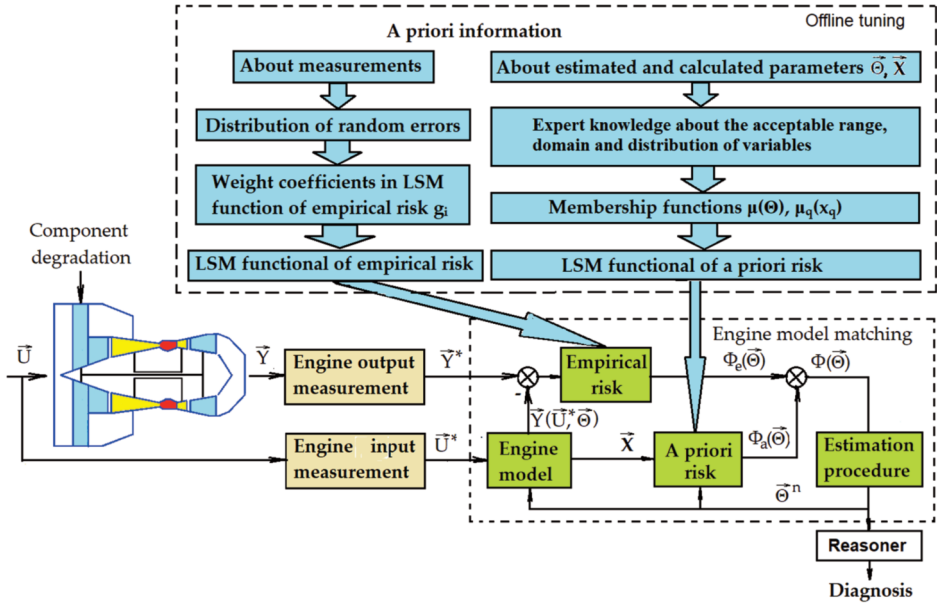 Offline tuning
A priori information
About measurements
About estimated and calculated parameters Θ⃗, X⃗
Distribution of random errors
Expert knowledge about the acceptable range,
domain and distribution of variables
Weight coefficients in LSM
function of empirical risk gᵢ
Membership functions μ(Θ), μq(xq)
Component
degradation
LSM functional of empirical risk
LSM functional of a priori risk
Engine model matching
U⃗
Y⃗
Engine output
measurement
Y⃗*
-
Empirical
risk
Φₑ(Θ⃗)
Φ(Θ⃗)
Y⃗(U⃗*, Θ⃗)
Engine input
measurement
U⃗*
Engine
model
X⃗
A priori
risk
Φₐ(Θ⃗)
Estimation
procedure
Θ⃗ⁿ
Reasoner
Diagnosis